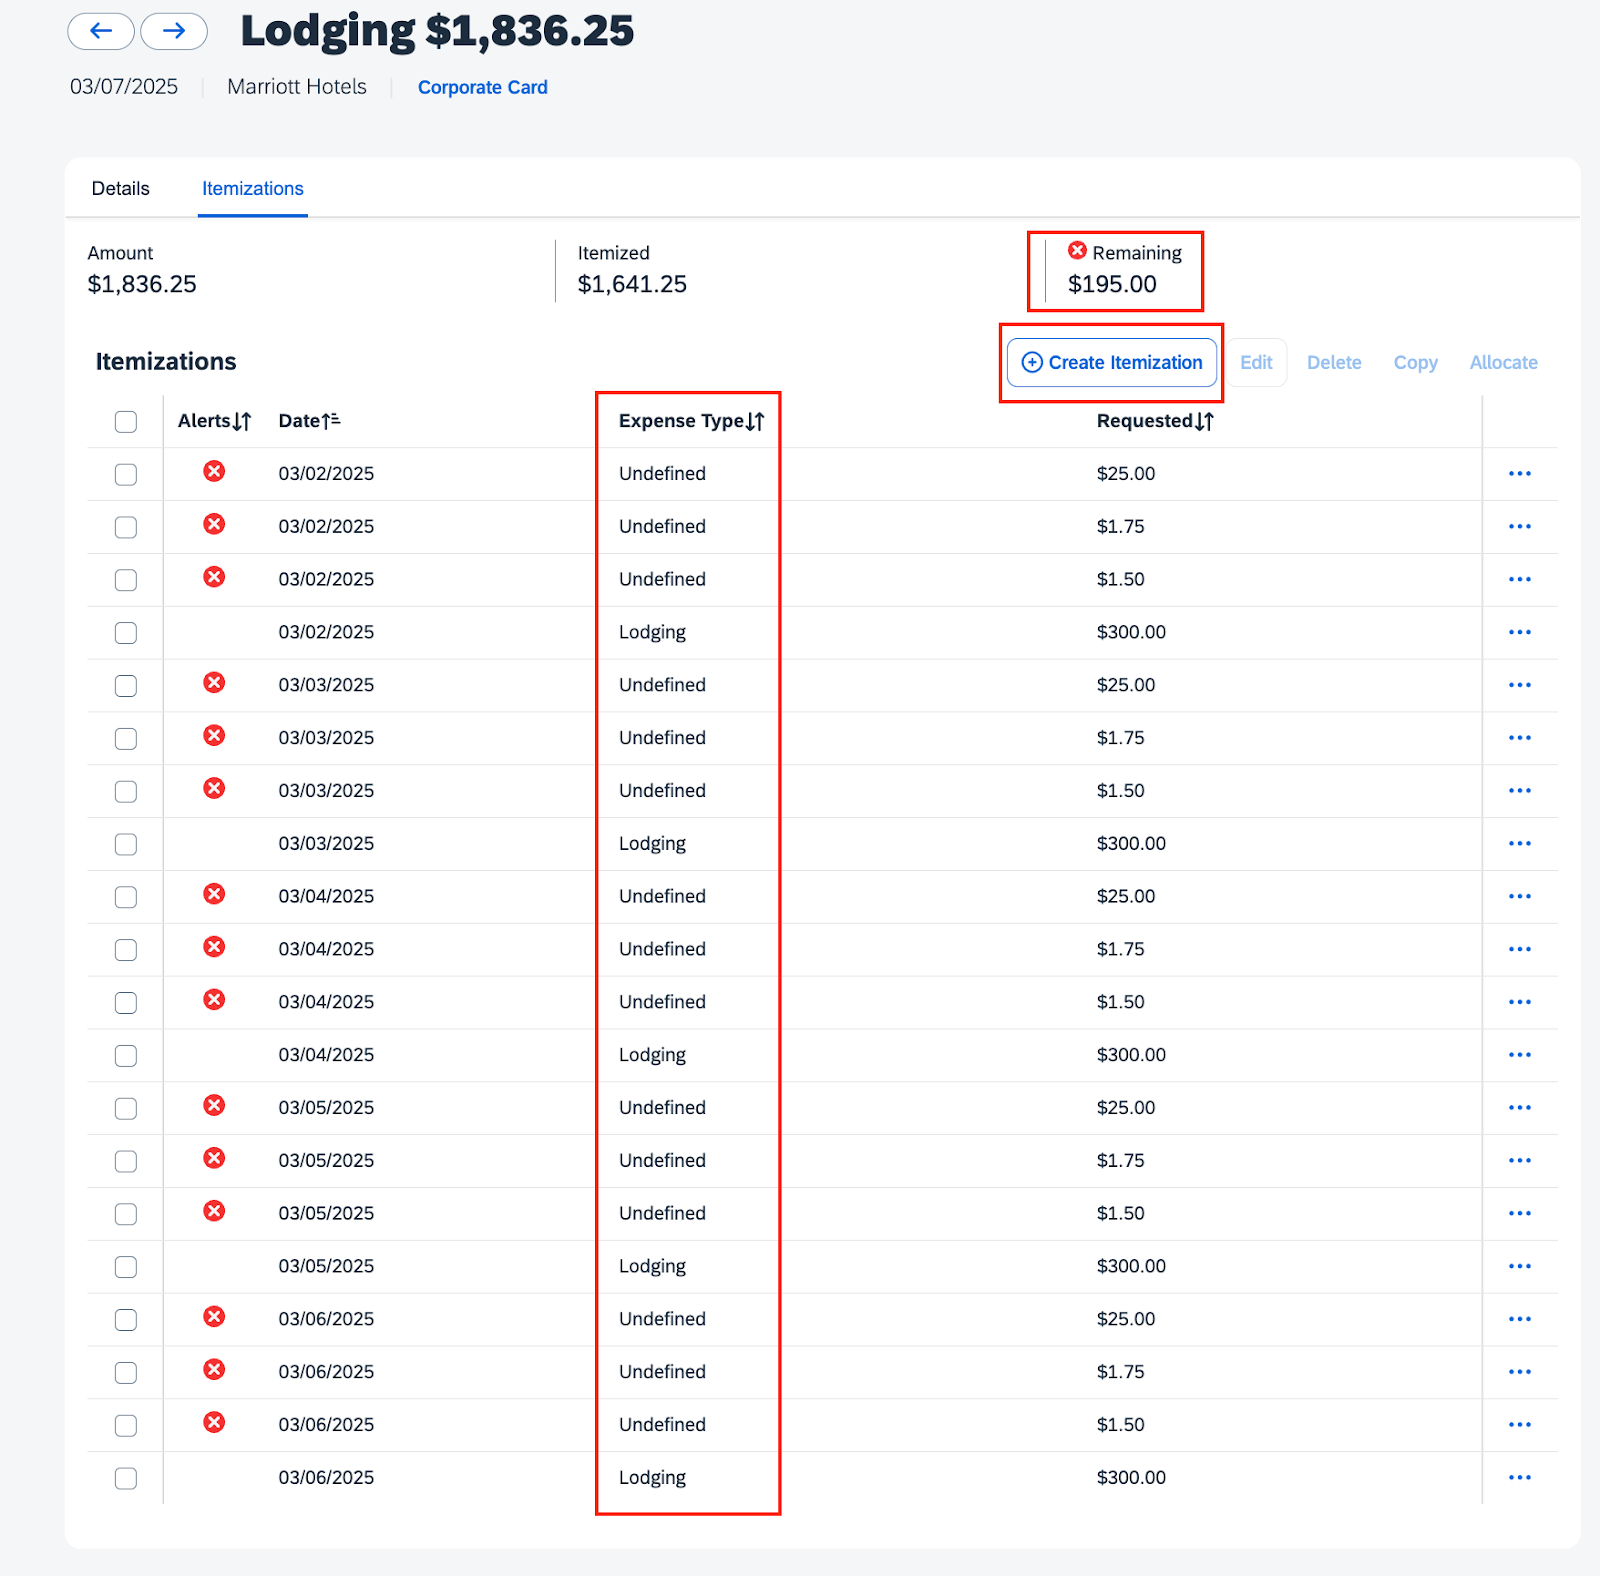 Lodging $1,836.25
03/07/2025 Marriott Hotels Corporate Card
Details Itemizations
Amount Itemized Remaining
$1,836.25 $1,641.25 $195.00
Itemizations Create Itemization Edit Delete Copy Allocate
Alerts Date Expense Type Requested
03/02/2025 Undefined $25.00
03/02/2025 Undefined $1.75
03/02/2025 Undefined $1.50
03/02/2025 Lodging $300.00
03/03/2025 Undefined $25.00
03/03/2025 Undefined $1.75
03/03/2025 Undefined $1.50
03/03/2025 Lodging $300.00
03/04/2025 Undefined $25.00
03/04/2025 Undefined $1.75
03/04/2025 Undefined $1.50
03/04/2025 Lodging $300.00
03/05/2025 Undefined $25.00
03/05/2025 Undefined $1.75
03/05/2025 Undefined $1.50
03/05/2025 Lodging $300.00
03/06/2025 Undefined $25.00
03/06/2025 Undefined $1.75
03/06/2025 Undefined $1.50
03/06/2025 Lodging $300.00